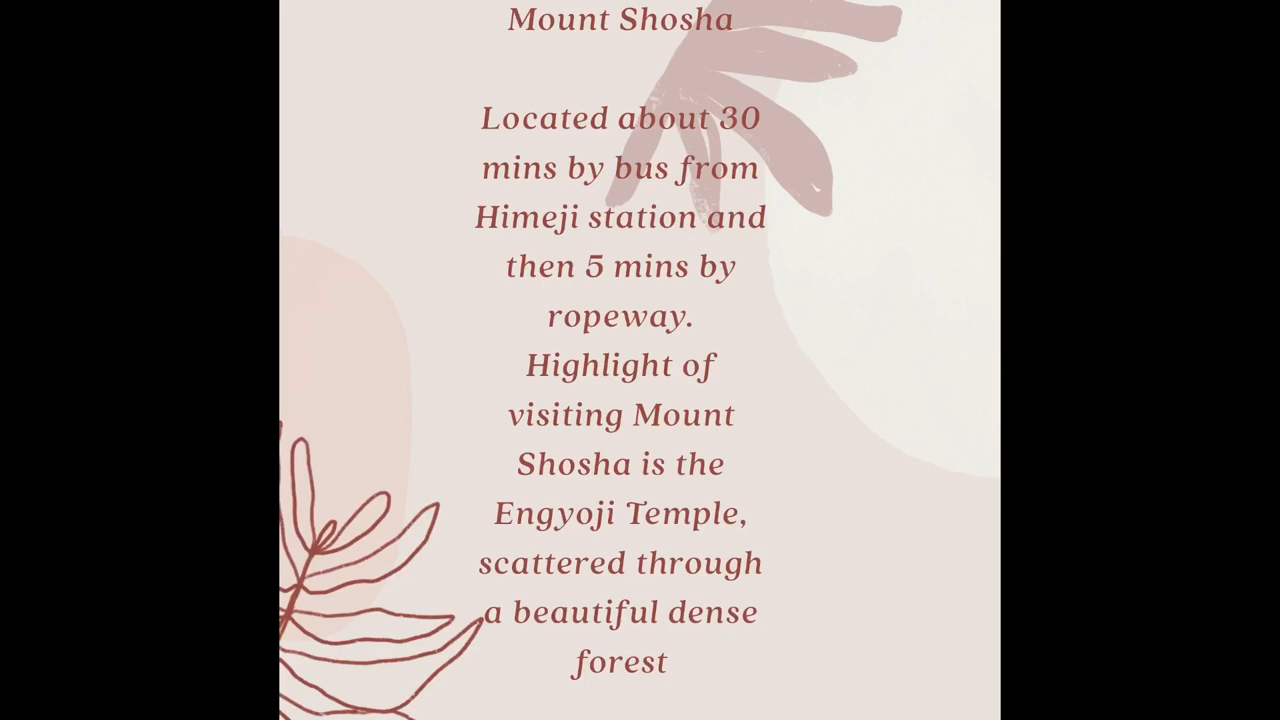 Mount Shosha
Located about 30
mins by bus from
Himeji station and
then 5 mins by
ropeway.
Highlight of
visiting Mount
Shosha is the
Engyoji Temple,
scattered through
a beautiful dense
forest